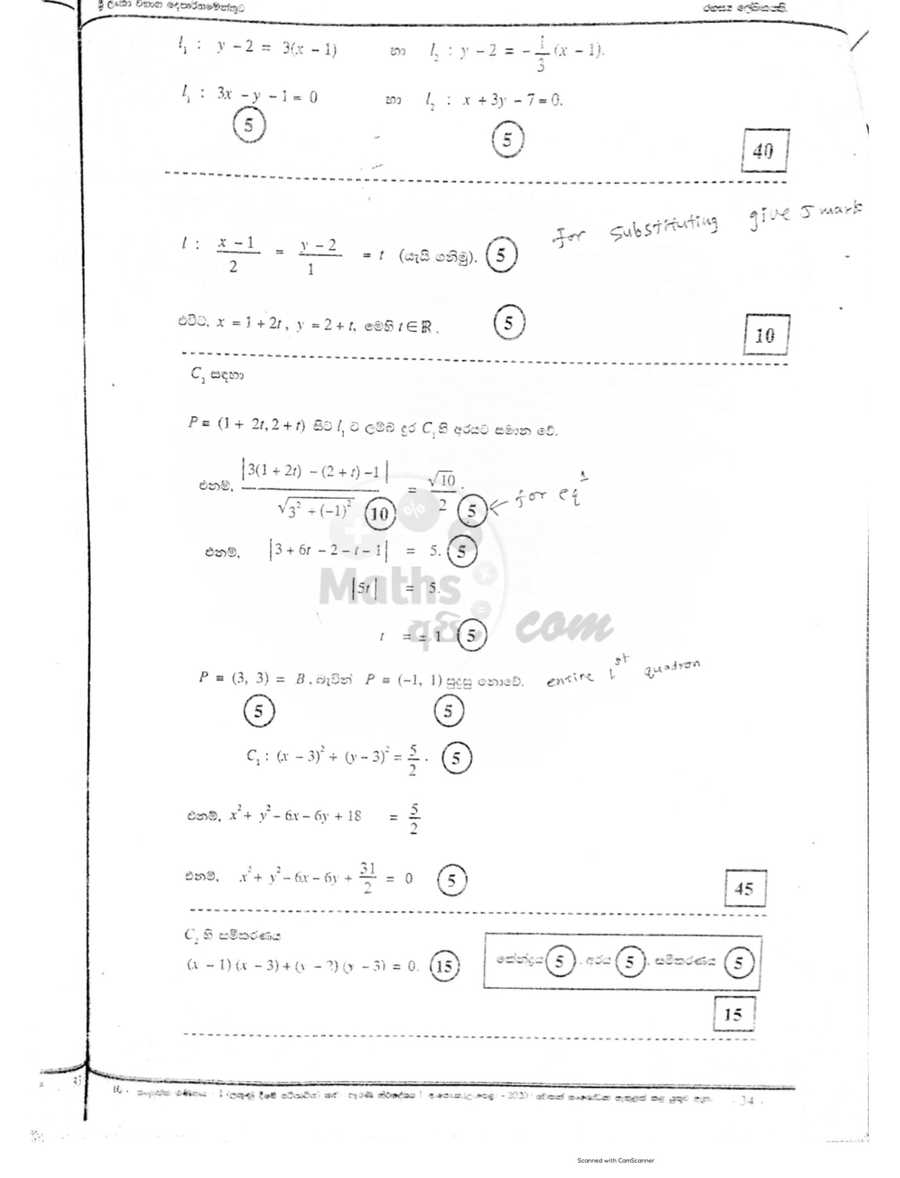 ශ්‍රී ලංකා විභාග දෙපාර්තමේන්තුව
රහස්‍ය ලේඛනයකි.
l₁ : y − 2 = 3(x − 1) හා l₂ : y − 2 = −1/3 (x − 1).
l₁ : 3x − y − 1 = 0 හා l₂ : x + 3y − 7 = 0.
5 5
40
for substituting give 5 mark
l : (x − 1)/2 = (y − 2)/1 = t (යැයි ගනිමු). 5
එවිට, x = 1 + 2t, y = 2 + t, මෙහි t ∈ ℝ. 5
10
C₁ සඳහා
P ≡ (1 + 2t, 2 + t) සිට l₁ ට ලම්බ දුර C₁ හි අරයට සමාන වේ.
එනම්, |3(1 + 2t) − (2 + t) − 1| / √(3² + (−1)²) 10 = √10/2 . 5 ← for eq
එනම්, |3 + 6t − 2 − t − 1| = 5. 5
|5t| = 5.
t = ± 1 5
Maths
com
P ≡ (3, 3) = B. බැවින් P ≡ (−1, 1) සුදුසු නොවේ. entire 1st quadron
5 5
C₁ : (x − 3)² + (y − 3)² = 5/2 . 5
එනම්, x² + y² − 6x − 6y + 18 = 5/2
එනම්, x² + y² − 6x − 6y + 31/2 = 0 5
45
C₂ හි සමීකරණය
(x − 1)(x − 3) + (y − 2)(y − 3) = 0. 15
කේන්ද්‍රය 5 . අරය 5 . සමීකරණය 5
15
- 34 -
Scanned with CamScanner